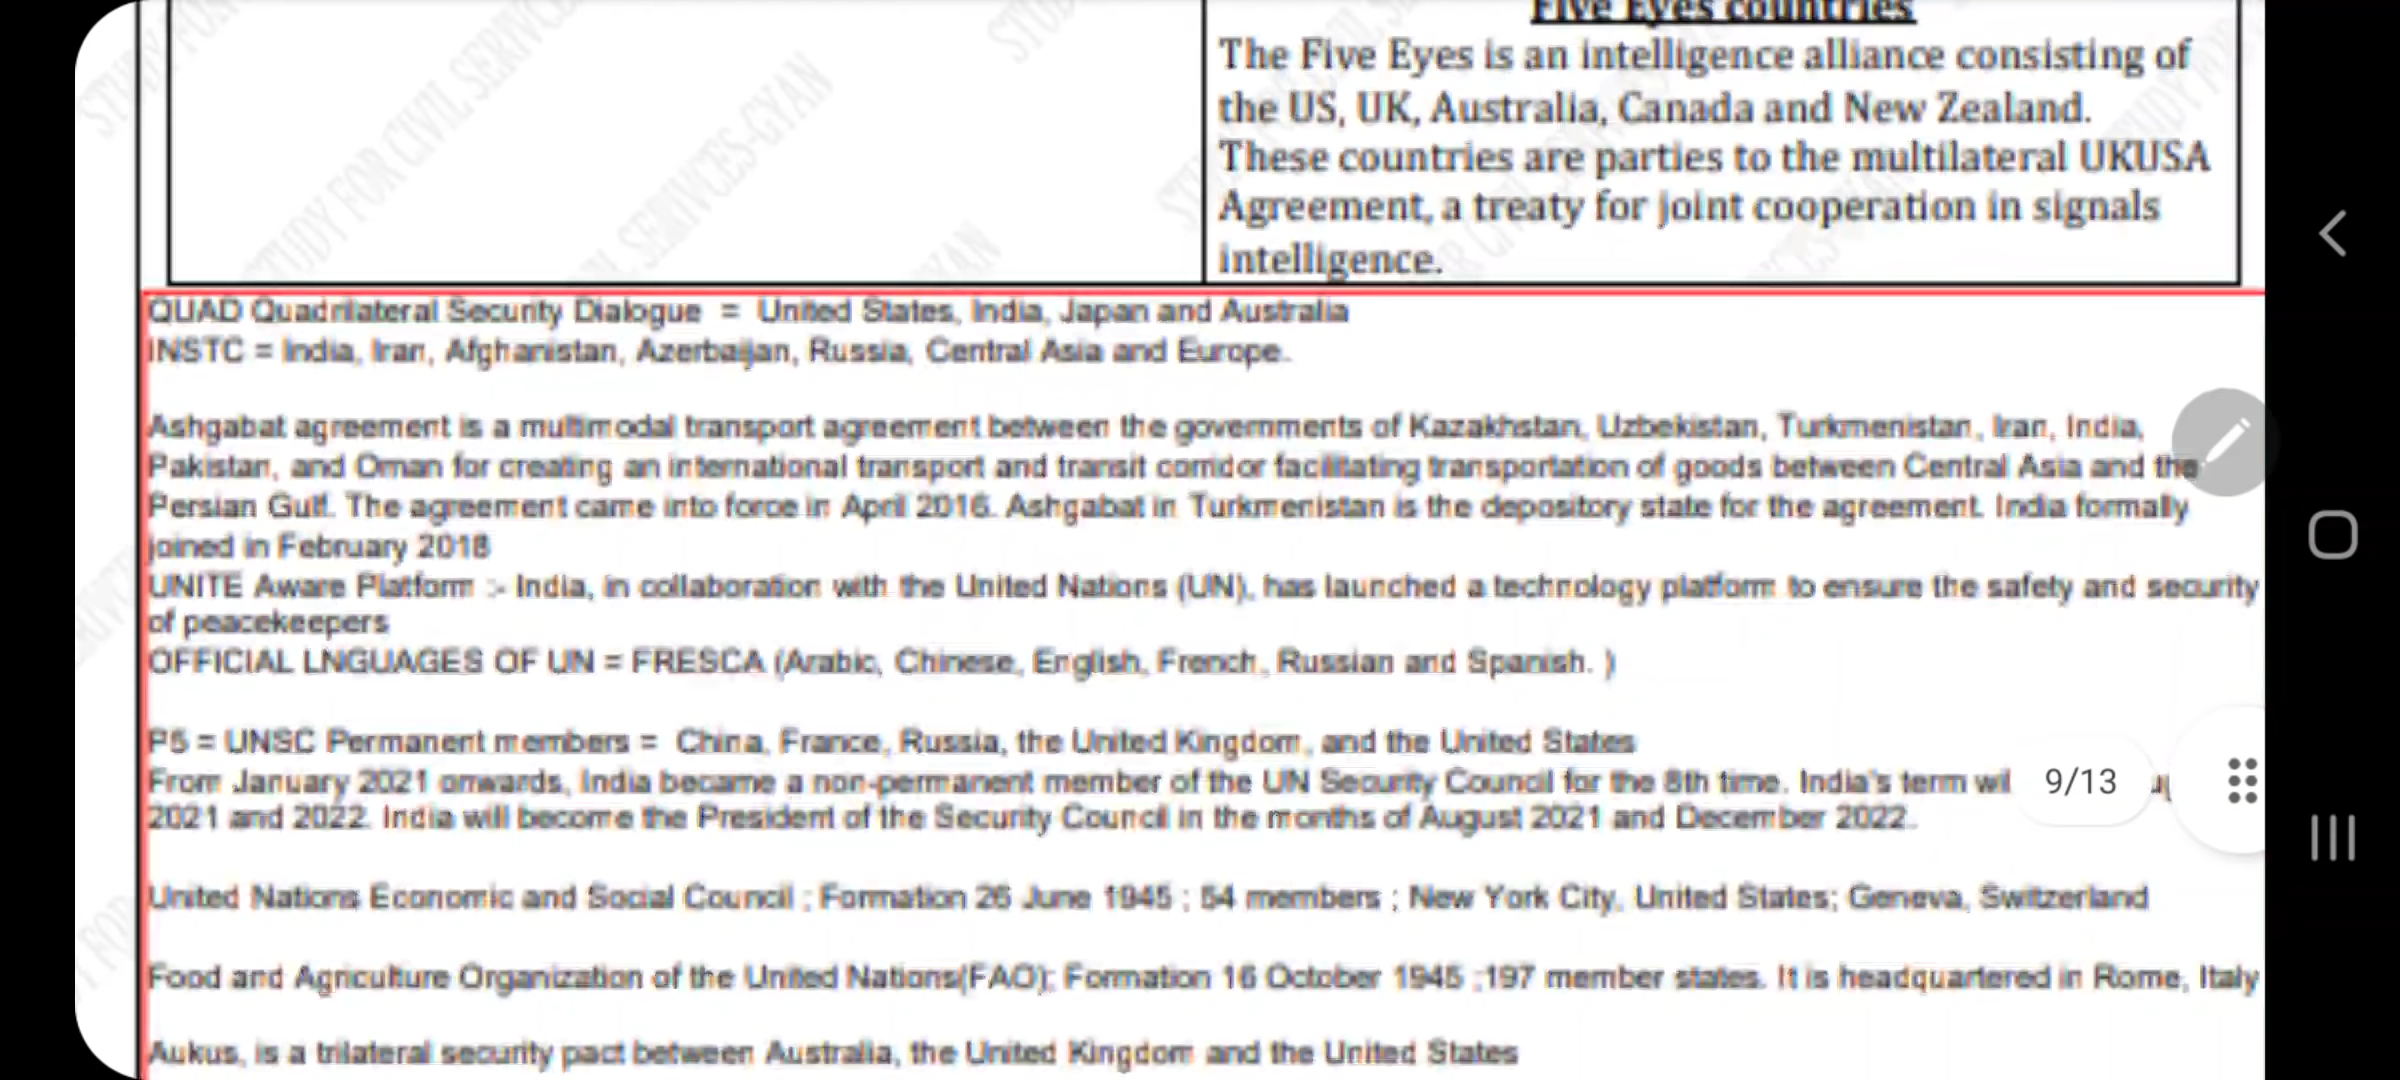 Five Eyes countries
The Five Eyes is an intelligence alliance consisting of
the US, UK, Australia, Canada and New Zealand.
These countries are parties to the multilateral UKUSA
Agreement, a treaty for joint cooperation in signals
intelligence.
QUAD Quadrilateral Security Dialogue = United States, India, Japan and Australia
INSTC = India, Iran, Afghanistan, Azerbaijan, Russia, Central Asia and Europe.
Ashgabat agreement is a multimodal transport agreement between the governments of Kazakhstan, Uzbekistan, Turkmenistan, Iran, India,
Pakistan, and Oman for creating an international transport and transit corridor facilitating transportation of goods between Central Asia and the
Persian Gulf. The agreement came into force in April 2016. Ashgabat in Turkmenistan is the depository state for the agreement. India formally
joined in February 2018
UNITE Aware Platform :- India, in collaboration with the United Nations (UN), has launched a technology platform to ensure the safety and security
of peacekeepers
OFFICIAL LNGUAGES OF UN = FRESCA (Arabic, Chinese, English, French, Russian and Spanish. )
P5 = UNSC Permanent members = China, France, Russia, the United Kingdom, and the United States
From January 2021 onwards, India became a non-permanent member of the UN Security Council for the 8th time. India's term wil
9/13
2021 and 2022. India will become the President of the Security Council in the months of August 2021 and December 2022.
United Nations Economic and Social Council ; Formation 26 June 1945 ; 54 members ; New York City, United States; Geneva, Switzerland
Food and Agriculture Organization of the United Nations(FAO); Formation 16 October 1945 ;197 member states. It is headquartered in Rome, Italy
Aukus, is a trilateral security pact between Australia, the United Kingdom and the United States
STUDY FOR CIVIL SERIVCES-GYAN